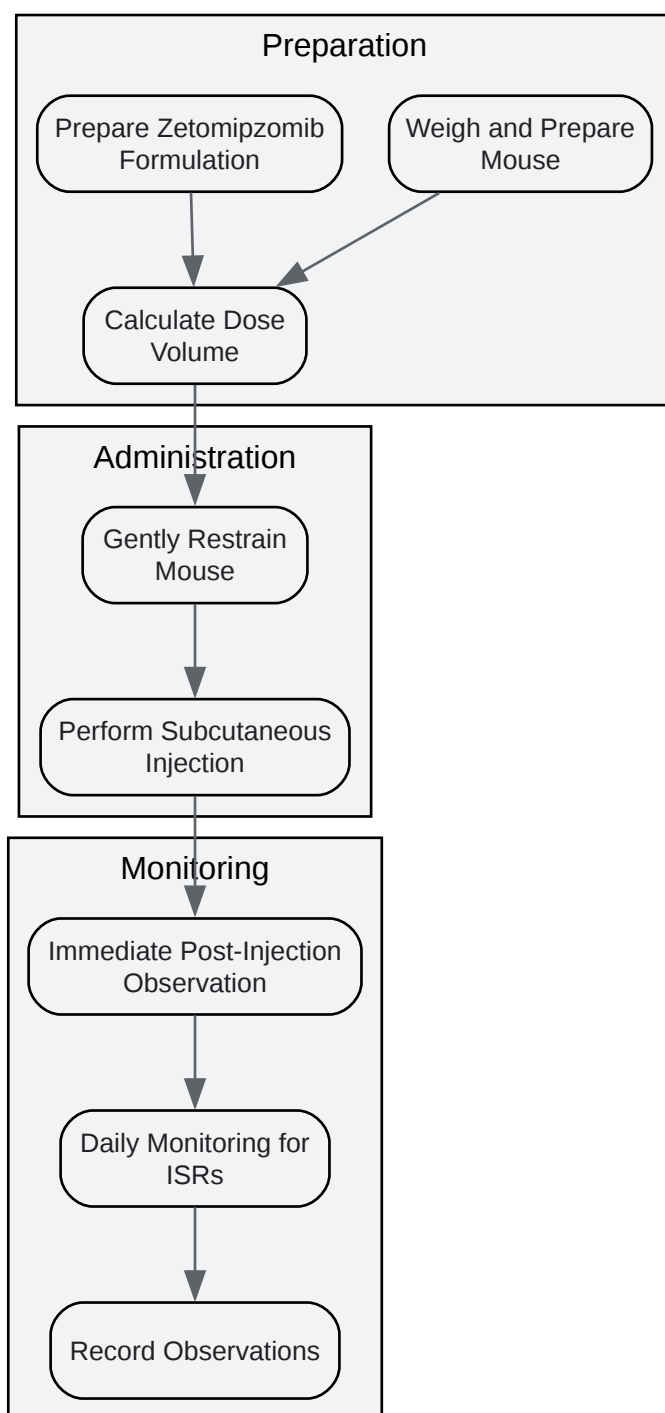 Preparation
Prepare Zetomipzomib
Formulation
Weigh and Prepare
Mouse
Calculate Dose
Volume
Administration
Gently Restrain
Mouse
Perform Subcutaneous
Injection
Monitoring
Immediate Post-Injection
Observation
Daily Monitoring for
ISRs
Record Observations